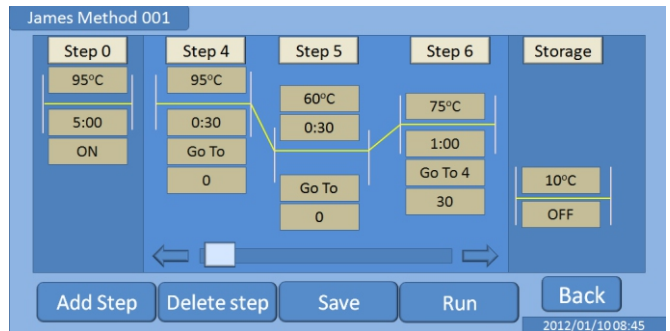 James Method 001
Step 0
95°C
5:00
ON
Step 4
95°C
0:30
Go To
0
Step 5
60°C
0:30
Go To
0
Step 6
75°C
1:00
Go To 4
30
Storage
10°C
OFF
Add Step
Delete step
Save
Run
Back
2012/01/10 08:45